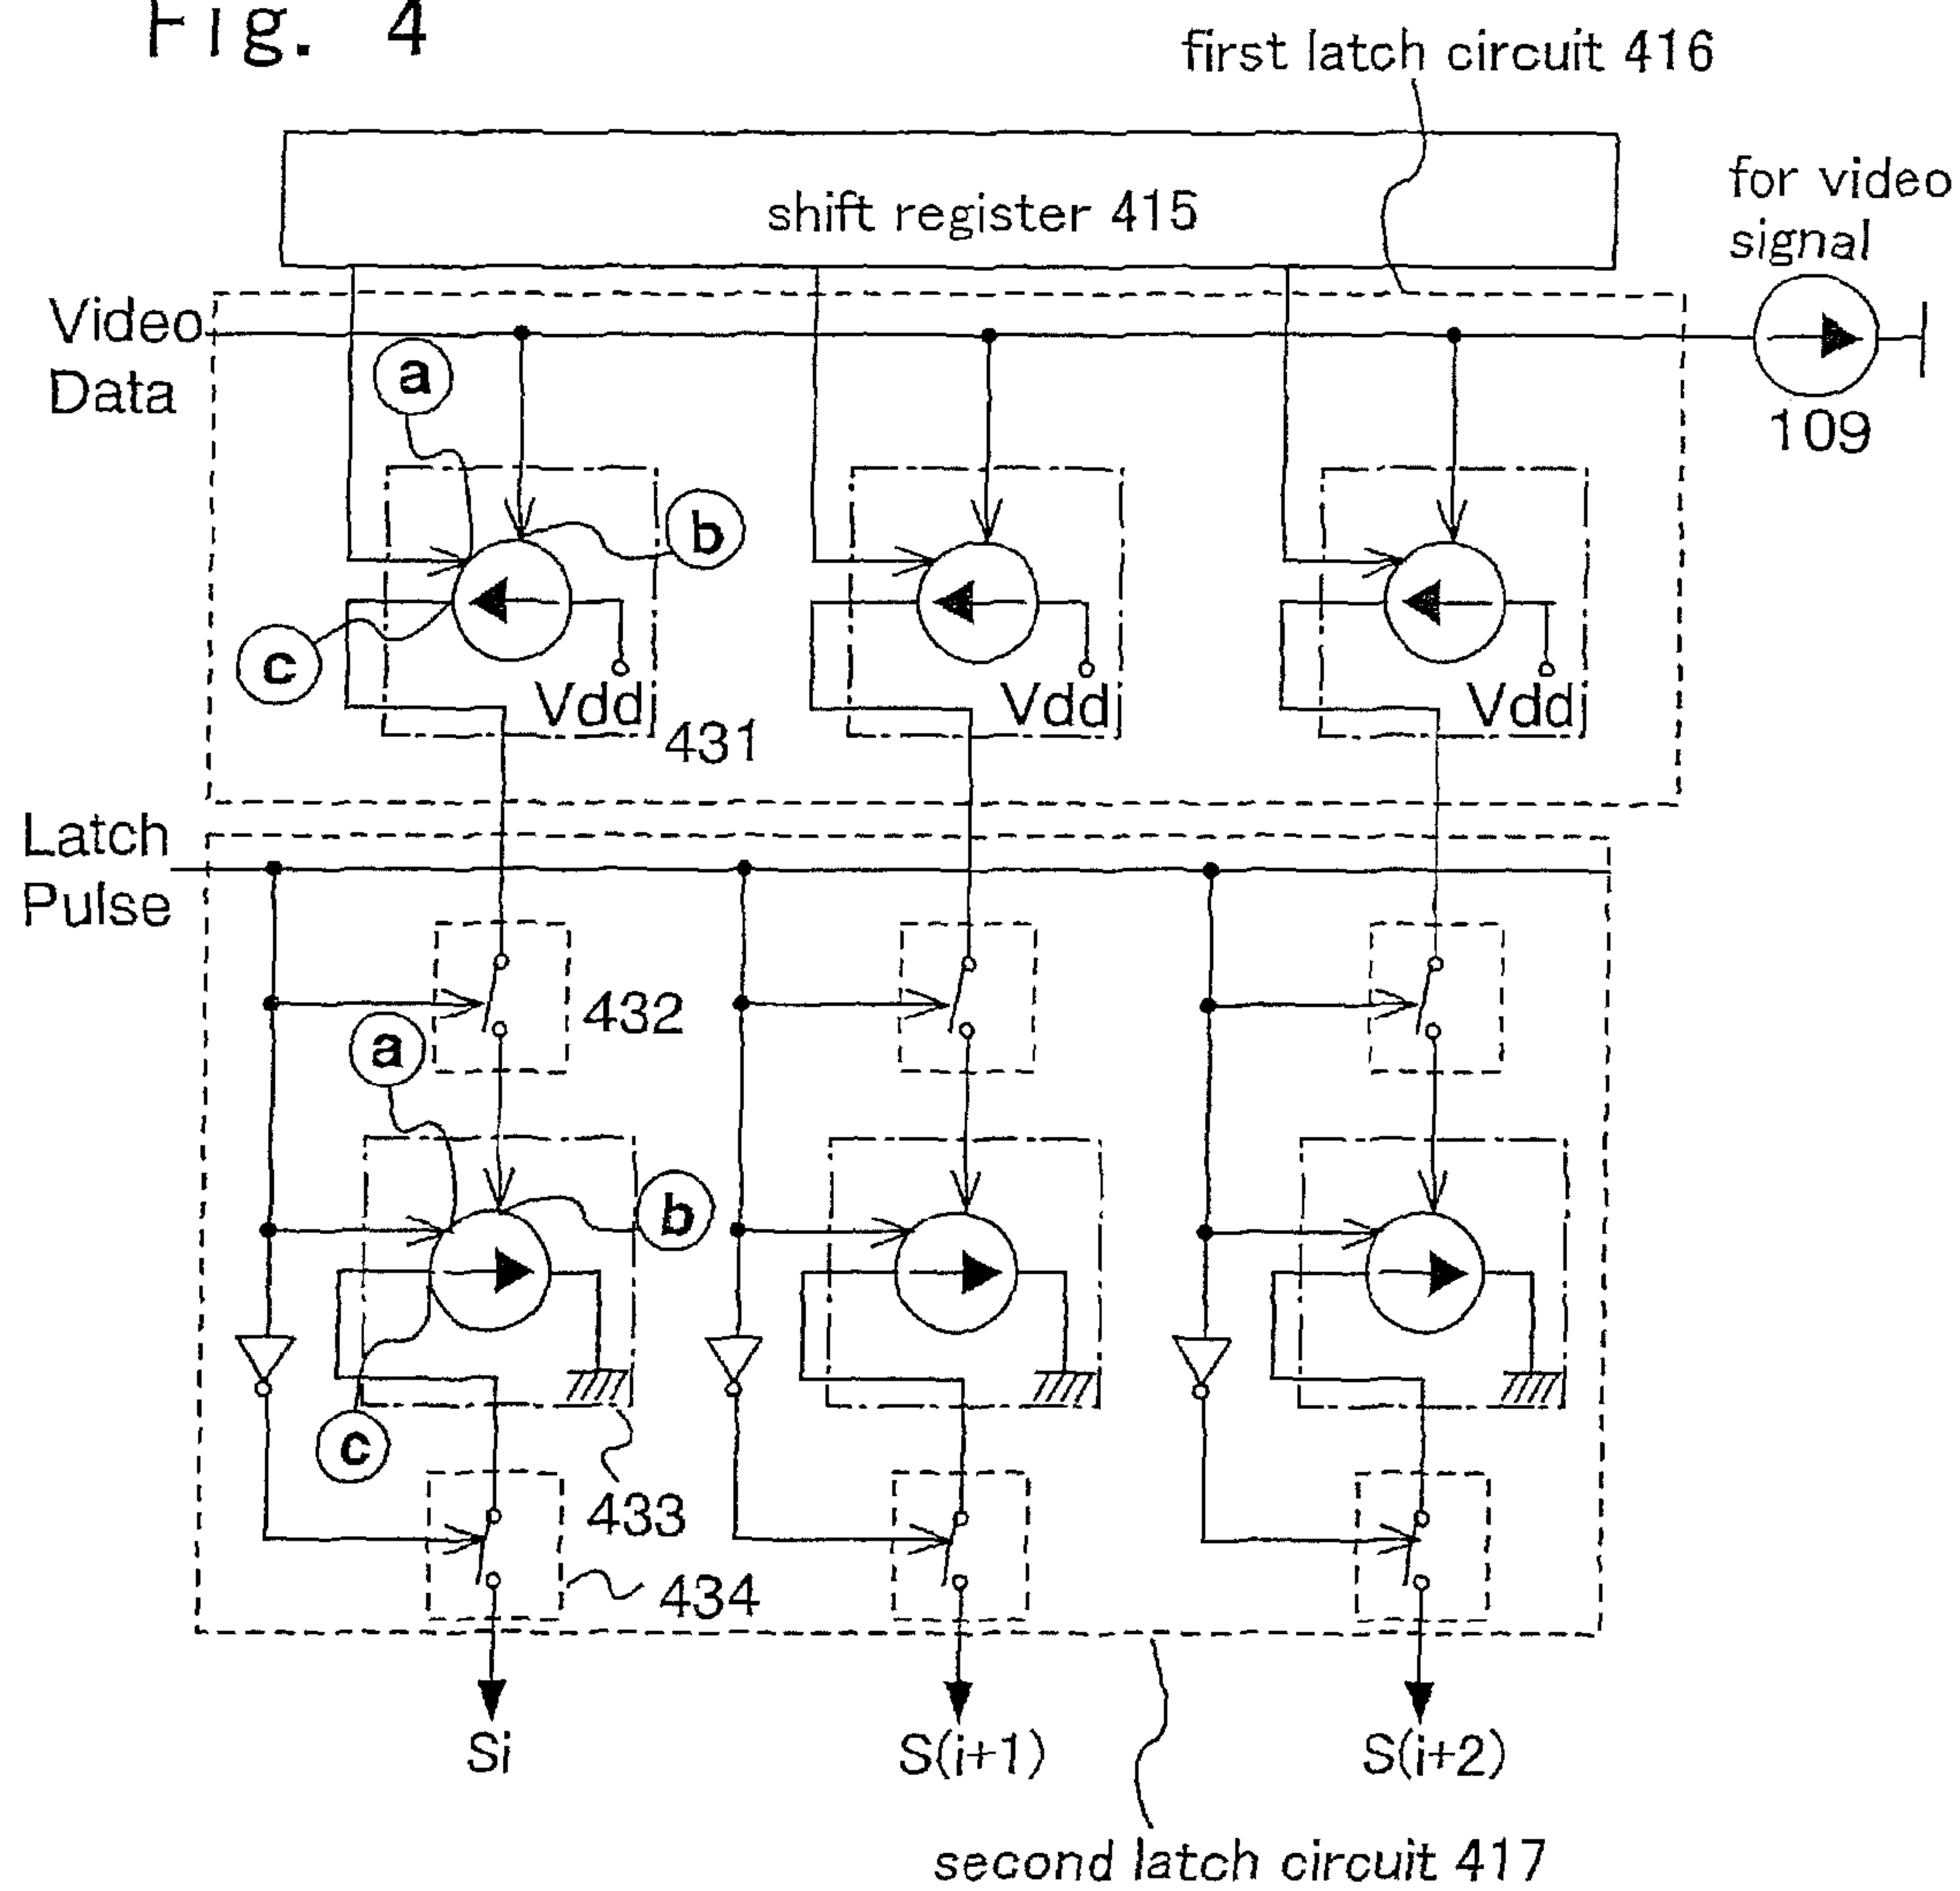 Fig. 4
first latch circuit 416
shift register 415
for video
signal
109
Video
Data
a
b
c
Vdd
431
Vdd
Vdd
Latch
Pulse
432
a
b
c
433
434
Si
S(i+1)
S(i+2)
second latch circuit 417